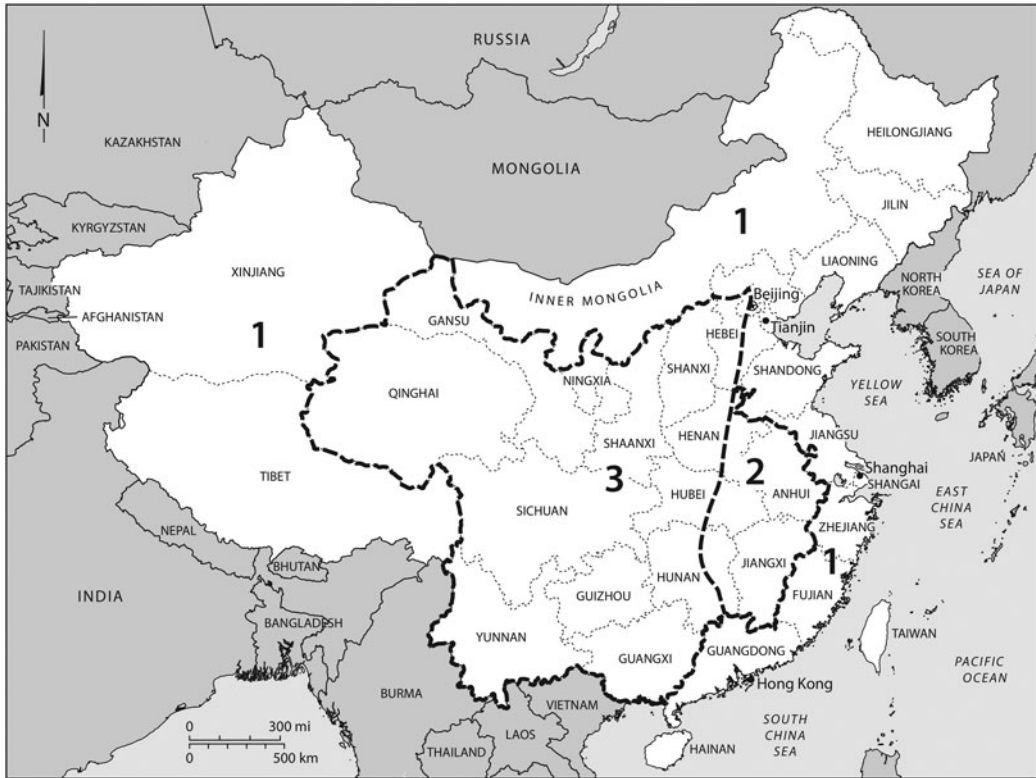 RUSSIA
N
HEILONGJIANG
KAZAKHSTAN
MONGOLIA
JILIN
1
KYRGYZSTAN
LIAONING
XINJIANG
NORTH
KOREA
SEA OF
JAPAN
TAJIKISTAN
INNER MONGOLIA
Beijing
AFGHANISTAN
GANSU
Tianjin
1
HEBEI
SOUTH
KOREA
PAKISTAN
SHANXI
SHANDONG
NINGXIA
YELLOW
SEA
QINGHAI
HENAN
JIANGSU
SHAANXI
JAPAN
2
Shanghai
TIBET
3
SHANGAI
HUBEI
ANHUI
EAST
CHINA
SEA
SICHUAN
NEPAL
ZHEJIANG
1
BHUTAN
JIANGXI
HUNAN
FUJIAN
INDIA
GUIZHOU
BANGLADESH
TAIWAN
YUNNAN
GUANGXI
GUANGDONG
PACIFIC
OCEAN
Hong Kong
BURMA
VIETNAM
0 300 mi
LAOS
SOUTH
CHINA
SEA
0 500 km
THAILAND
HAINAN